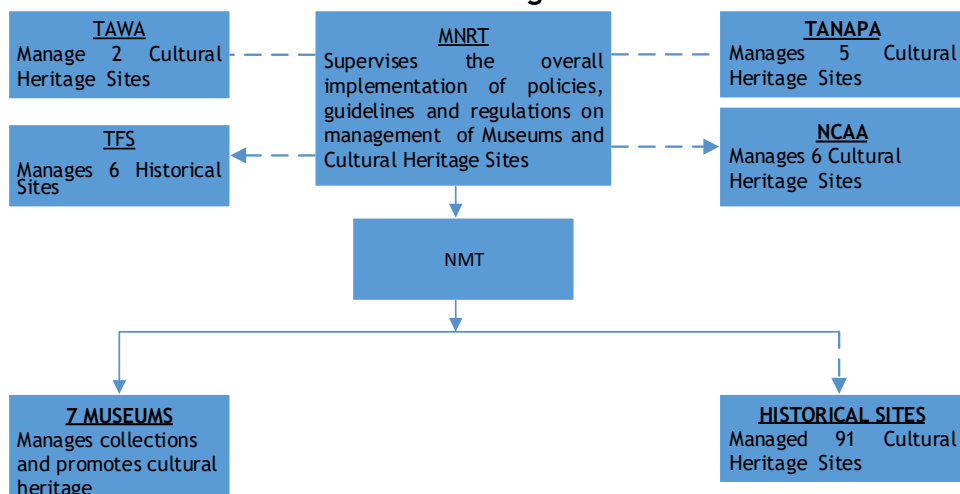 TAWA
Manage 2 Cultural
Heritage Sites
MNRT
Supervises the overall
implementation of policies,
guidelines and regulations on
management of Museums and
Cultural Heritage Sites
TANAPA
Manages 5 Cultural
Heritage Sites
TFS
Manages 6 Historical
Sites
NCAA
Manages 6 Cultural
Heritage Sites
NMT
7 MUSEUMS
Manages collections
and promotes cultural
heritage
HISTORICAL SITES
Managed 91 Cultural
Heritage Sites